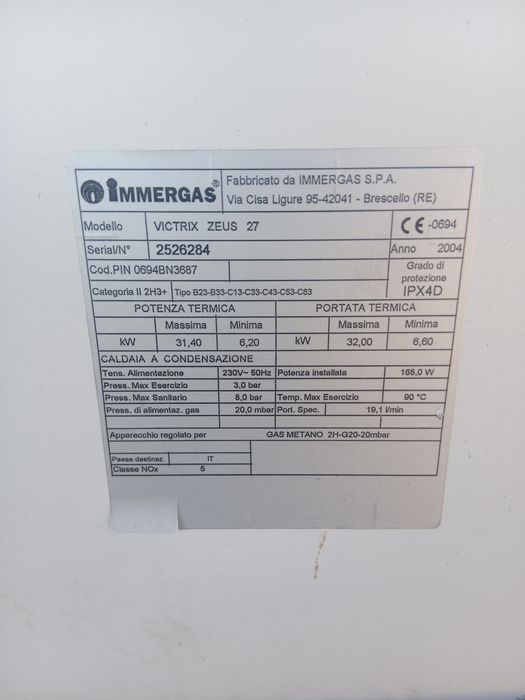 IMMERGAS®
Fabbricato da IMMERGAS S.P.A.
Via Cisa Ligure 95-42041 - Brescello (RE)
Modello VICTRIX ZEUS 27 CE-0694
Serial/N° 2526284 Anno 2004
Cod.PIN 0694BN3687 Grado di protezione
Categoria II 2H3+ Tipo B23-B33-C13-C33-C43-C53-C83 IPX4D
POTENZA TERMICA PORTATA TERMICA
Massima Minima Massima Minima
kW 31,40 6,20 kW 32,00 6,60
CALDAIA A CONDENSAZIONE
Tens. Alimentazione 230V~ 50Hz Potenza installata 165,0 W
Press. Max Esercizio 3,0 bar
Press. Max Sanitario 8,0 bar Temp. Max Esercizio 90 °C
Press. di alimentaz. gas 20,0 mbar Port. Spec. 19,1 l/min
Apparecchio regolato per GAS METANO 2H-G20-20mbar
Paese destinaz. IT
Classe NOx 5